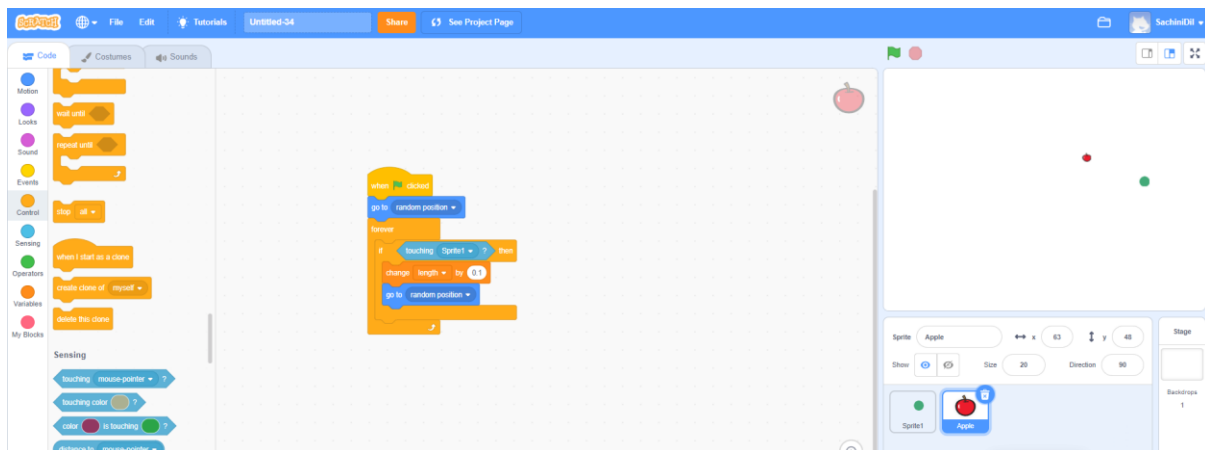 SCRATCH File Edit Tutorials Untitled-34 Share See Project Page SachiniDil
Code Costumes Sounds
Motion
Looks
Sound
Events
Control
Sensing
Operators
Variables
My Blocks
wait until
repeat until
stop all
when I start as a clone
create clone of myself
delete this clone
Sensing
touching mouse-pointer ?
touching color ?
color is touching ?
distance to mouse-pointer
when clicked
go to random position
forever
if touching Sprite1 ? then
change length by 0.1
go to random position
Sprite Apple x 63 y 48
Show Size 20 Direction 90
Sprite1
Apple
Stage
Backdrops
1